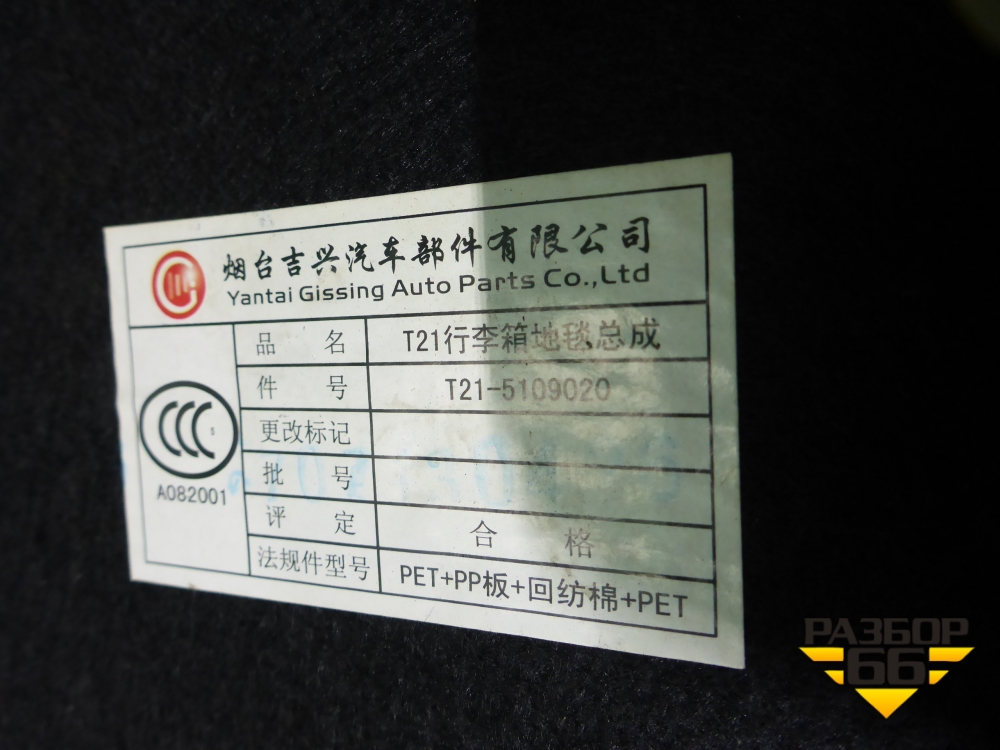 烟台吉兴汽车部件有限公司
Yantai Gissing Auto Parts Co.,Ltd
品 名 T21行李箱地毯总成
件 号 T21-5109020
更改标记
批 号
评 定 合 格
法规件型号 PET+PP板+回纺棉+PET
CCC S
A082001
РАЗБОР
66